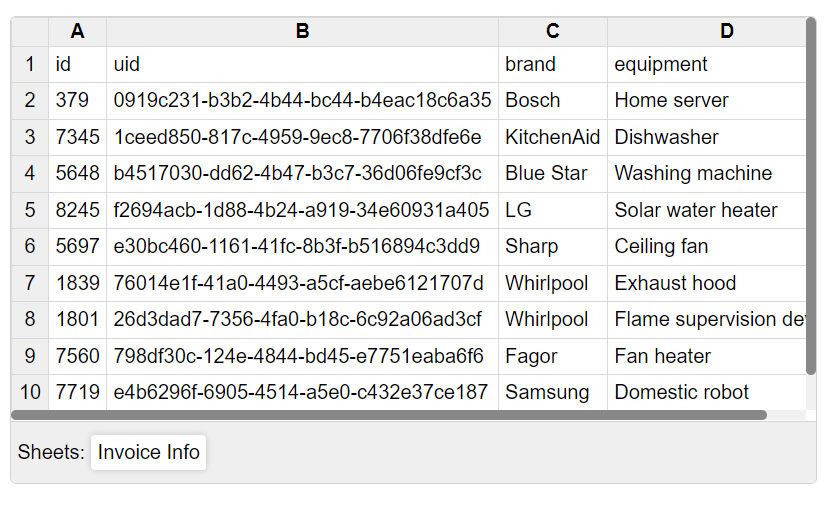 A B C D
1 id uid brand equipment
2 379 0919c231-b3b2-4b44-bc44-b4eac18c6a35 Bosch Home server
3 7345 1ceed850-817c-4959-9ec8-7706f38dfe6e KitchenAid Dishwasher
4 5648 b4517030-dd62-4b47-b3c7-36d06fe9cf3c Blue Star Washing machine
5 8245 f2694acb-1d88-4b24-a919-34e60931a405 LG Solar water heater
6 5697 e30bc460-1161-41fc-8b3f-b516894c3dd9 Sharp Ceiling fan
7 1839 76014e1f-41a0-4493-a5cf-aebe6121707d Whirlpool Exhaust hood
8 1801 26d3dad7-7356-4fa0-b18c-6c92a06ad3cf Whirlpool Flame supervision
9 7560 798df30c-124e-4844-bd45-e7751eaba6f6 Fagor Fan heater
10 7719 e4b6296f-6905-4514-a5e0-c432e37ce187 Samsung Domestic robot
Sheets: Invoice Info